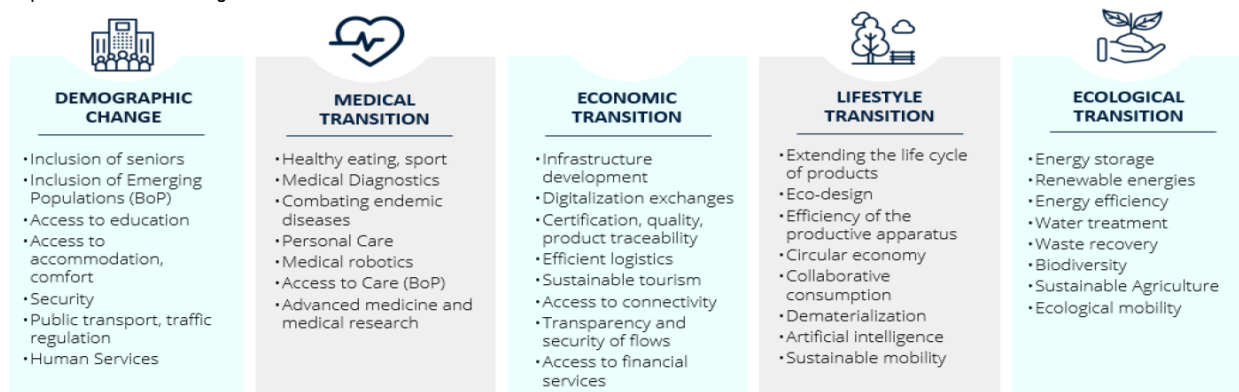 DEMOGRAPHIC
CHANGE
•Inclusion of seniors
•Inclusion of Emerging
Populations (BoP)
•Access to education
•Access to
accommodation,
comfort
•Security
•Public transport, traffic
regulation
•Human Services
MEDICAL
TRANSITION
•Healthy eating, sport
•Medical Diagnostics
•Combating endemic
diseases
•Personal Care
•Medical robotics
•Access to Care (BoP)
•Advanced medicine and
medical research
ECONOMIC
TRANSITION
•Infrastructure
development
•Digitalization exchanges
•Certification, quality,
product traceability
•Efficient logistics
•Sustainable tourism
•Access to connectivity
•Transparency and
security of flows
•Access to financial
services
LIFESTYLE
TRANSITION
•Extending the life cycle
of products
•Eco-design
•Efficiency of the
productive apparatus
•Circular economy
•Collaborative
consumption
•Dematerialization
•Artificial intelligence
•Sustainable mobility
ECOLOGICAL
TRANSITION
•Energy storage
•Renewable energies
•Energy efficiency
•Water treatment
•Waste recovery
•Biodiversity
•Sustainable Agriculture
•Ecological mobility